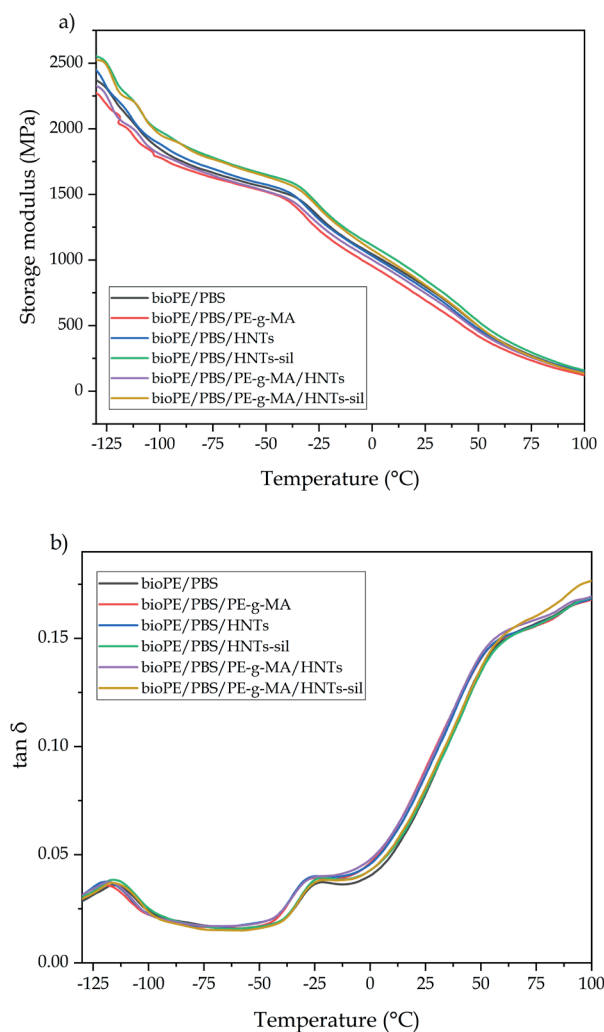 a)
2500
2000
1500
1000
500
0
Storage modulus (MPa)
bioPE/PBS
bioPE/PBS/PE-g-MA
bioPE/PBS/HNTs
bioPE/PBS/HNTs-sil
bioPE/PBS/PE-g-MA/HNTs
bioPE/PBS/PE-g-MA/HNTs-sil
-125 -100 -75 -50 -25 0 25 50 75 100
Temperature (°C)
b)
0.15
0.10
0.05
0.00
tan δ
bioPE/PBS
bioPE/PBS/PE-g-MA
bioPE/PBS/HNTs
bioPE/PBS/HNTs-sil
bioPE/PBS/PE-g-MA/HNTs
bioPE/PBS/PE-g-MA/HNTs-sil
-125 -100 -75 -50 -25 0 25 50 75 100
Temperature (°C)